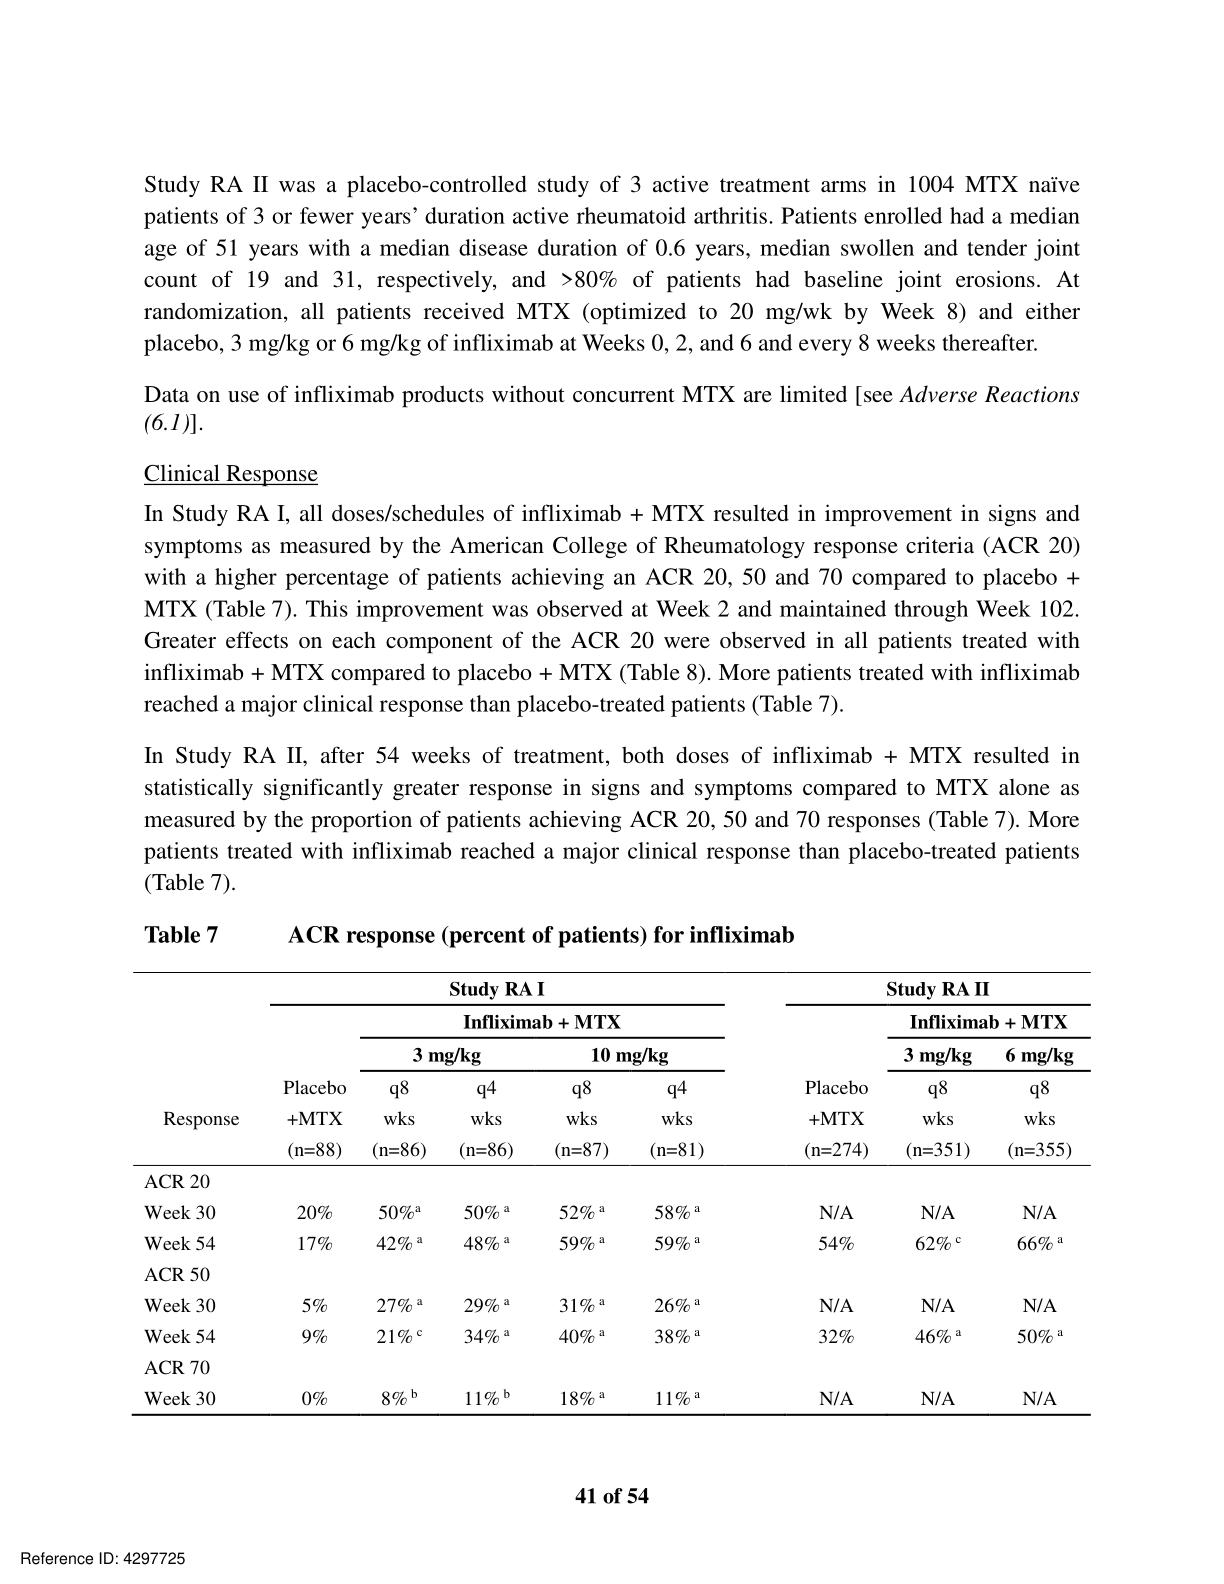 Study RA II was a placebo-controlled study of 3 active treatment arms in 1004 MTX naïve
patients of 3 or fewer years’ duration active rheumatoid arthritis. Patients enrolled had a median
age of 51 years with a median disease duration of 0.6 years, median swollen and tender joint
count of 19 and 31, respectively, and >80% of patients had baseline joint erosions. At
randomization, all patients received MTX (optimized to 20 mg/wk by Week 8) and either
placebo, 3 mg/kg or 6 mg/kg of infliximab at Weeks 0, 2, and 6 and every 8 weeks thereafter.
Data on use of infliximab products without concurrent MTX are limited [see Adverse Reactions
(6.1)].
Clinical Response
In Study RA I, all doses/schedules of infliximab + MTX resulted in improvement in signs and
symptoms as measured by the American College of Rheumatology response criteria (ACR 20)
with a higher percentage of patients achieving an ACR 20, 50 and 70 compared to placebo +
MTX (Table 7). This improvement was observed at Week 2 and maintained through Week 102.
Greater effects on each component of the ACR 20 were observed in all patients treated with
infliximab + MTX compared to placebo + MTX (Table 8). More patients treated with infliximab
reached a major clinical response than placebo-treated patients (Table 7).
In Study RA II, after 54 weeks of treatment, both doses of infliximab + MTX resulted in
statistically significantly greater response in signs and symptoms compared to MTX alone as
measured by the proportion of patients achieving ACR 20, 50 and 70 responses (Table 7). More
patients treated with infliximab reached a major clinical response than placebo-treated patients
(Table 7).
Table 7 ACR response (percent of patients) for infliximab
Study RA I Study RA II
Infliximab + MTX Infliximab + MTX
3 mg/kg 10 mg/kg 3 mg/kg 6 mg/kg
Placebo q8 q4 q8 q4 Placebo q8 q8
Response +MTX wks wks wks wks +MTX wks wks
(n=88) (n=86) (n=86) (n=87) (n=81) (n=274) (n=351) (n=355)
ACR 20
Week 30 20% 50%a 50% a 52% a 58% a N/A N/A N/A
Week 54 17% 42% a 48% a 59% a 59% a 54% 62% c 66% a
ACR 50
Week 30 5% 27% a 29% a 31% a 26% a N/A N/A N/A
Week 54 9% 21% c 34% a 40% a 38% a 32% 46% a 50% a
ACR 70
Week 30 0% 8% b 11% b 18% a 11% a N/A N/A N/A
41 of 54
Reference ID: 4297725